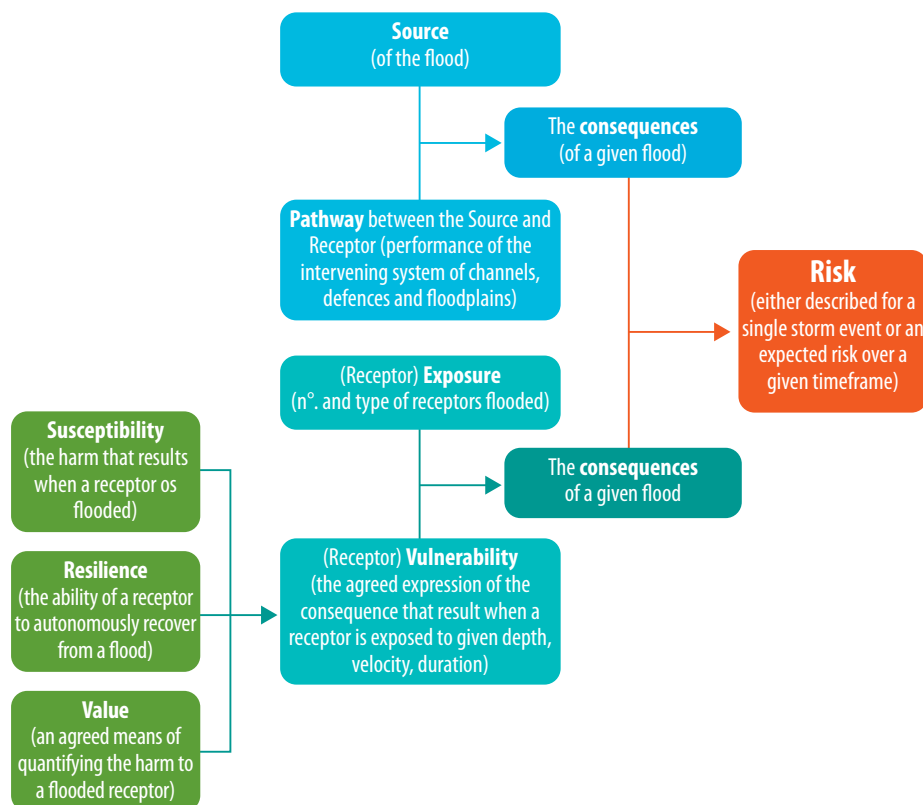 Source
(of the flood)
The consequences
(of a given flood)
Pathway between the Source and
Receptor (performance of the
intervening system of channels,
defences and floodplains)
Risk
(either described for a
single storm event or an
expected risk over a
given timeframe)
(Receptor) Exposure
(n°. and type of receptors flooded)
Susceptibility
(the harm that results
when a receptor os
flooded)
The consequences
of a given flood
(Receptor) Vulnerability
(the agreed expression of the
consequence that result when a
receptor is exposed to given depth,
velocity, duration)
Resilience
(the ability of a receptor
to autonomously recover
from a flood)
Value
(an agreed means of
quantifying the harm to
a flooded receptor)